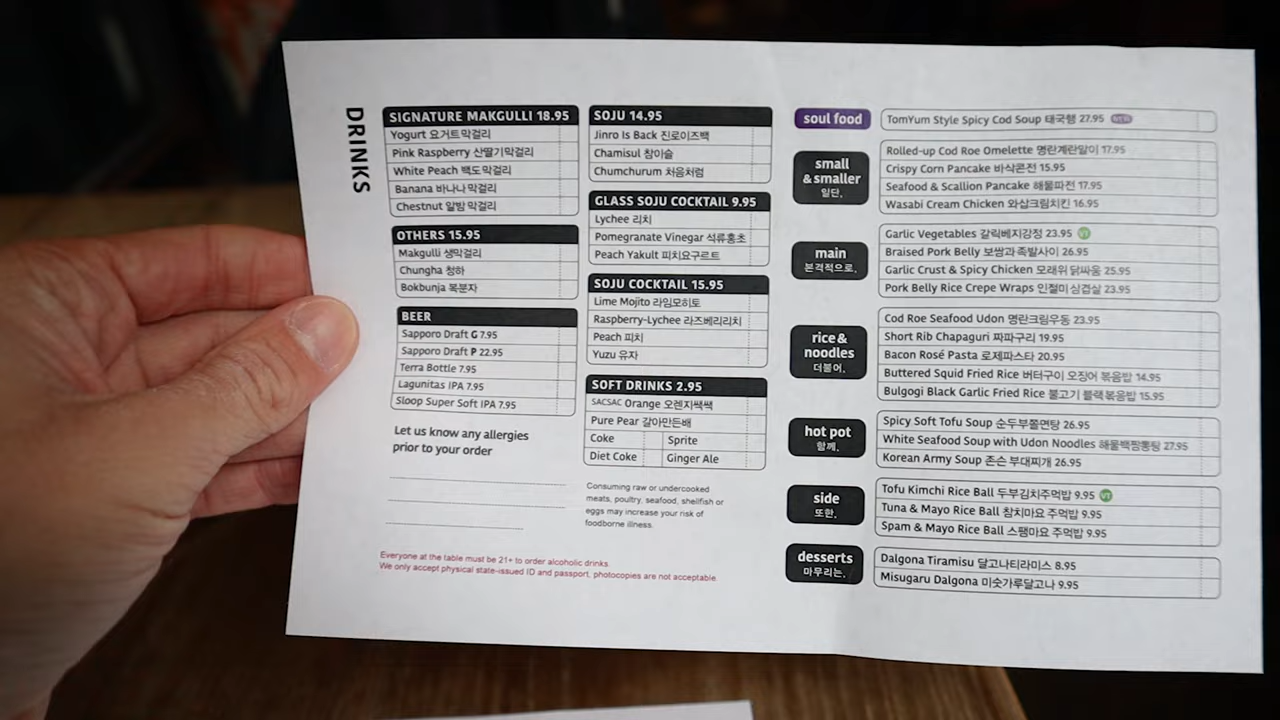 DRINKS
SIGNATURE MAKGULLI 18.95
Yogurt 요거트막걸리
Pink Raspberry 산딸기막걸리
White Peach 백도막걸리
Banana 바나나막걸리
Chestnut 알밤 막걸리
OTHERS 15.95
Makgulli 생막걸리
Chungha 청하
Bokbunja 복분자
BEER
Sapporo Draft G 7.95
Sapporo Draft P 22.95
Terra Bottle 7.95
Lagunitas IPA 7.95
Sloop Super Soft IPA 7.95
Let us know any allergies
prior to your order
SOJU 14.95
Jinro Is Back 진로이즈백
Chamisul 참이슬
Chumchurum 처음처럼
GLASS SOJU COCKTAIL 9.95
Lychee 리치
Pomegranate Vinegar 석류홍초
Peach Yakult 피치요구르트
SOJU COCKTAIL 15.95
Lime Mojito 라임모히토
Raspberry-Lychee 라즈베리리치
Peach 피치
Yuzu 유자
SOFT DRINKS 2.95
SACSAC Orange 오렌지쌕쌕
Pure Pear 갈아만든배
Coke Sprite
Diet Coke Ginger Ale
Consuming raw or undercooked
meats, poultry, seafood, shellfish or
eggs may increase your risk of
foodborne illness.
Everyone at the table must be 21+ to order alcoholic drinks.
We only accept physical state-issued ID and passport, photocopies are not acceptable
soul food
TomYum Style Spicy Cod Soup 태국행 27.95
small
& smaller
일단,
Rolled-up Cod Roe Omelette 명란계란말이 17.95
Crispy Corn Pancake 바삭콘전 15.95
Seafood & Scallion Pancake 해물파전 17.95
Wasabi Cream Chicken 와삽크림치킨 16.95
main
본격적으로,
Garlic Vegetables 갈릭베지강정 23.95 VT
Braised Pork Belly 보쌈과족발사이 26.95
Garlic Crust & Spicy Chicken 모래위 닭싸움 25.95
Pork Belly Rice Crepe Wraps 인절미삼겹살 23.95
rice &
noodles
더불어,
Cod Roe Seafood Udon 명란크림우동 23.95
Short Rib Chapaguri 짜파구리 19.95
Bacon Rosé Pasta 로제파스타 20.95
Buttered Squid Fried Rice 버터구이 오징어 볶음밥 14.95
Bulgogi Black Garlic Fried Rice 불고기 블랙볶음밥 15.95
hot pot
함께,
Spicy Soft Tofu Soup 순두부쫄면탕 26.95
White Seafood Soup with Udon Noodles 해물백짬뽕탕 27.95
Korean Army Soup 존슨부대찌개 26.95
side
또한,
Tofu Kimchi Rice Ball 두부김치주먹밥 9.95 VT
Tuna & Mayo Rice Ball 참치마요 주먹밥 9.95
Spam & Mayo Rice Ball 스팸마요 주먹밥 9.95
desserts
마무리는,
Dalgona Tiramisu 달고나티라미스 8.95
Misugaru Dalgona 미숫가루달고나 9.95